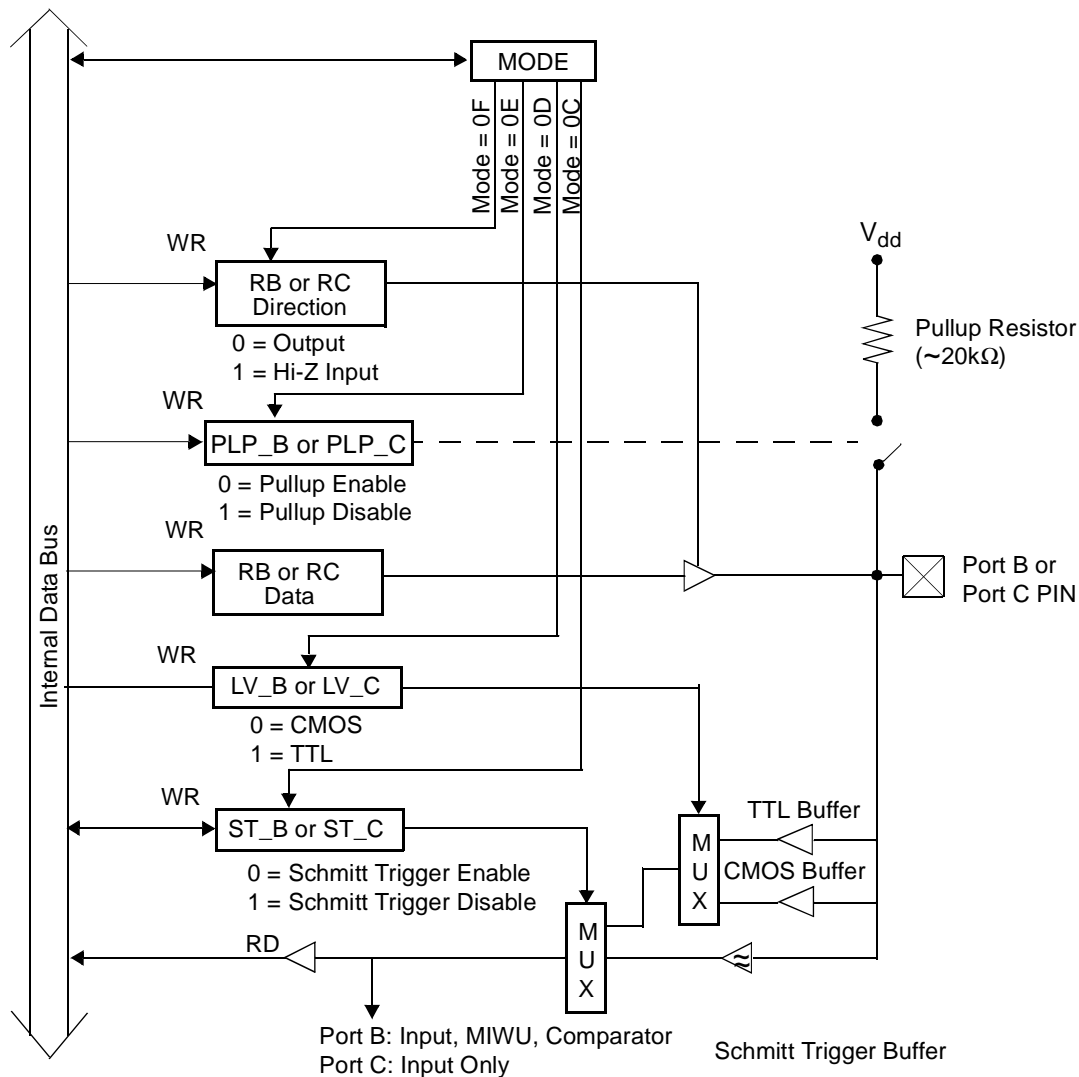 MODE
Mode = 0F
Mode = 0E
Mode = 0D
Mode = 0C
WR
RB or RC
Direction
0 = Output
1 = Hi-Z Input
Vdd
Pullup Resistor
(~20kΩ)
WR
PLP_B or PLP_C
0 = Pullup Enable
1 = Pullup Disable
WR
RB or RC
Data
Port B or
Port C PIN
Internal Data Bus
WR
LV_B or LV_C
0 = CMOS
1 = TTL
WR
ST_B or ST_C
0 = Schmitt Trigger Enable
1 = Schmitt Trigger Disable
TTL Buffer
CMOS Buffer
M
U
X
M
U
X
RD
≈
Port B: Input, MIWU, Comparator
Port C: Input Only
Schmitt Trigger Buffer